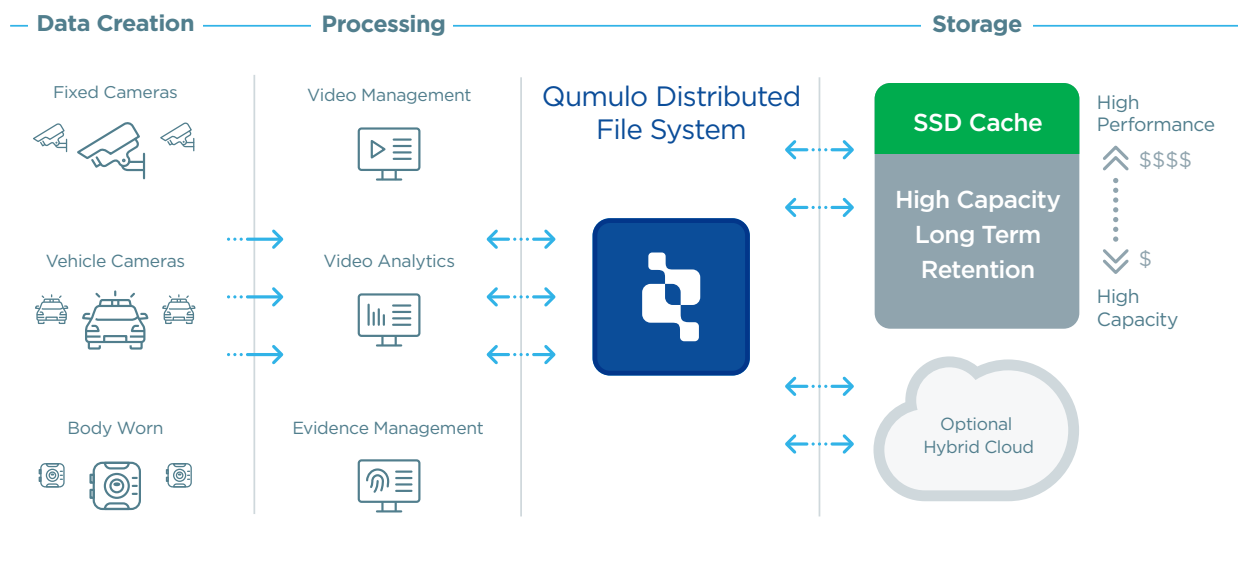 Data Creation
Processing
Storage
Fixed Cameras
Vehicle Cameras
Body Worn
Video Management
Video Analytics
Evidence Management
Qumulo Distributed
File System
SSD Cache
High Capacity
Long Term
Retention
High
Performance
$$$$
$
High
Capacity
Optional
Hybrid Cloud